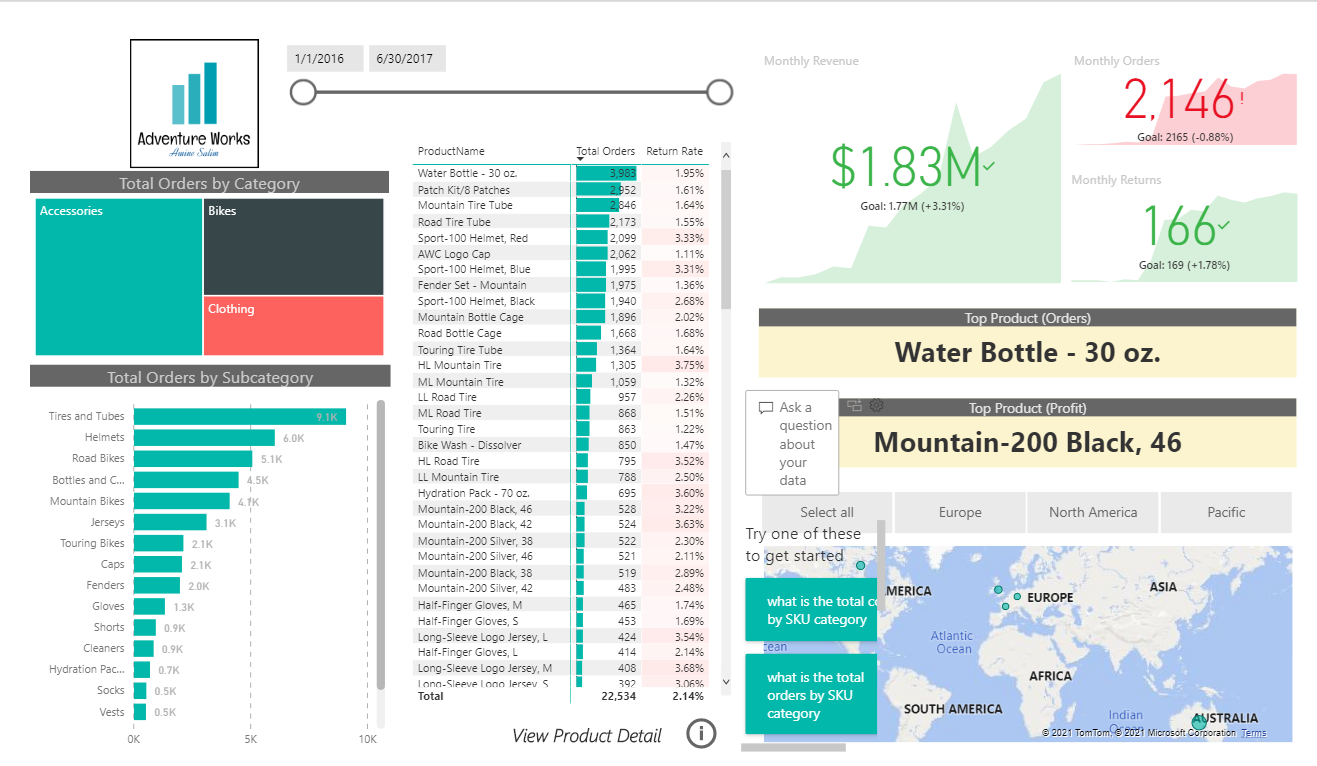 Adventure Works
Amine Salim
1/1/2016 6/30/2017
Total Orders by Category
Accessories
Bikes
Clothing
Total Orders by Subcategory
Tires and Tubes 9.1K
Helmets 6.0K
Road Bikes 5.1K
Bottles and C... 4.5K
Mountain Bikes 4.1K
Jerseys 3.1K
Touring Bikes 2.1K
Caps 2.1K
Fenders 2.0K
Gloves 1.3K
Shorts 0.9K
Cleaners 0.9K
Hydration Pac... 0.7K
Socks 0.5K
Vests 0.5K
0K 5K 10K
ProductName Total Orders Return Rate
Water Bottle - 30 oz. 3,983 1.95%
Patch Kit/8 Patches 2,952 1.61%
Mountain Tire Tube 2,846 1.64%
Road Tire Tube 2,173 1.55%
Sport-100 Helmet, Red 2,099 3.33%
AWC Logo Cap 2,062 1.11%
Sport-100 Helmet, Blue 1,995 3.31%
Fender Set - Mountain 1,975 1.36%
Sport-100 Helmet, Black 1,940 2.68%
Mountain Bottle Cage 1,896 2.02%
Road Bottle Cage 1,668 1.68%
Touring Tire Tube 1,364 1.64%
HL Mountain Tire 1,305 3.75%
ML Mountain Tire 1,059 1.32%
LL Road Tire 957 2.26%
ML Road Tire 868 1.51%
Touring Tire 863 1.22%
Bike Wash - Dissolver 850 1.47%
HL Road Tire 795 3.52%
LL Mountain Tire 788 2.50%
Hydration Pack - 70 oz. 695 3.60%
Mountain-200 Black, 46 528 3.22%
Mountain-200 Black, 42 524 3.63%
Mountain-200 Silver, 38 522 2.30%
Mountain-200 Silver, 46 521 2.11%
Mountain-200 Black, 38 519 2.89%
Mountain-200 Silver, 42 483 2.48%
Half-Finger Gloves, M 465 1.74%
Half-Finger Gloves, S 453 1.69%
Long-Sleeve Logo Jersey, L 424 3.54%
Half-Finger Gloves, L 414 2.14%
Long-Sleeve Logo Jersey, M 408 3.68%
Long-Sleeve Logo Jersey, S 392 3.06%
Total 22,534 2.14%
View Product Detail
Monthly Revenue
$1.83M
Goal: 1.77M (+3.31%)
Monthly Orders
2,146!
Goal: 2165 (-0.88%)
Monthly Returns
166
Goal: 169 (+1.78%)
Top Product (Orders)
Water Bottle - 30 oz.
Top Product (Profit)
Mountain-200 Black, 46
Ask a
question
about
your
data
Select all Europe North America Pacific
Try one of these
to get started
what is the total co
by SKU category
what is the total
orders by SKU
category
MERICA
EUROPE
ASIA
Atlantic
Ocean
cean
AFRICA
SOUTH AMERICA
Indian
Ocean
AUSTRALIA
© 2021 TomTom, © 2021 Microsoft Corporation Terms